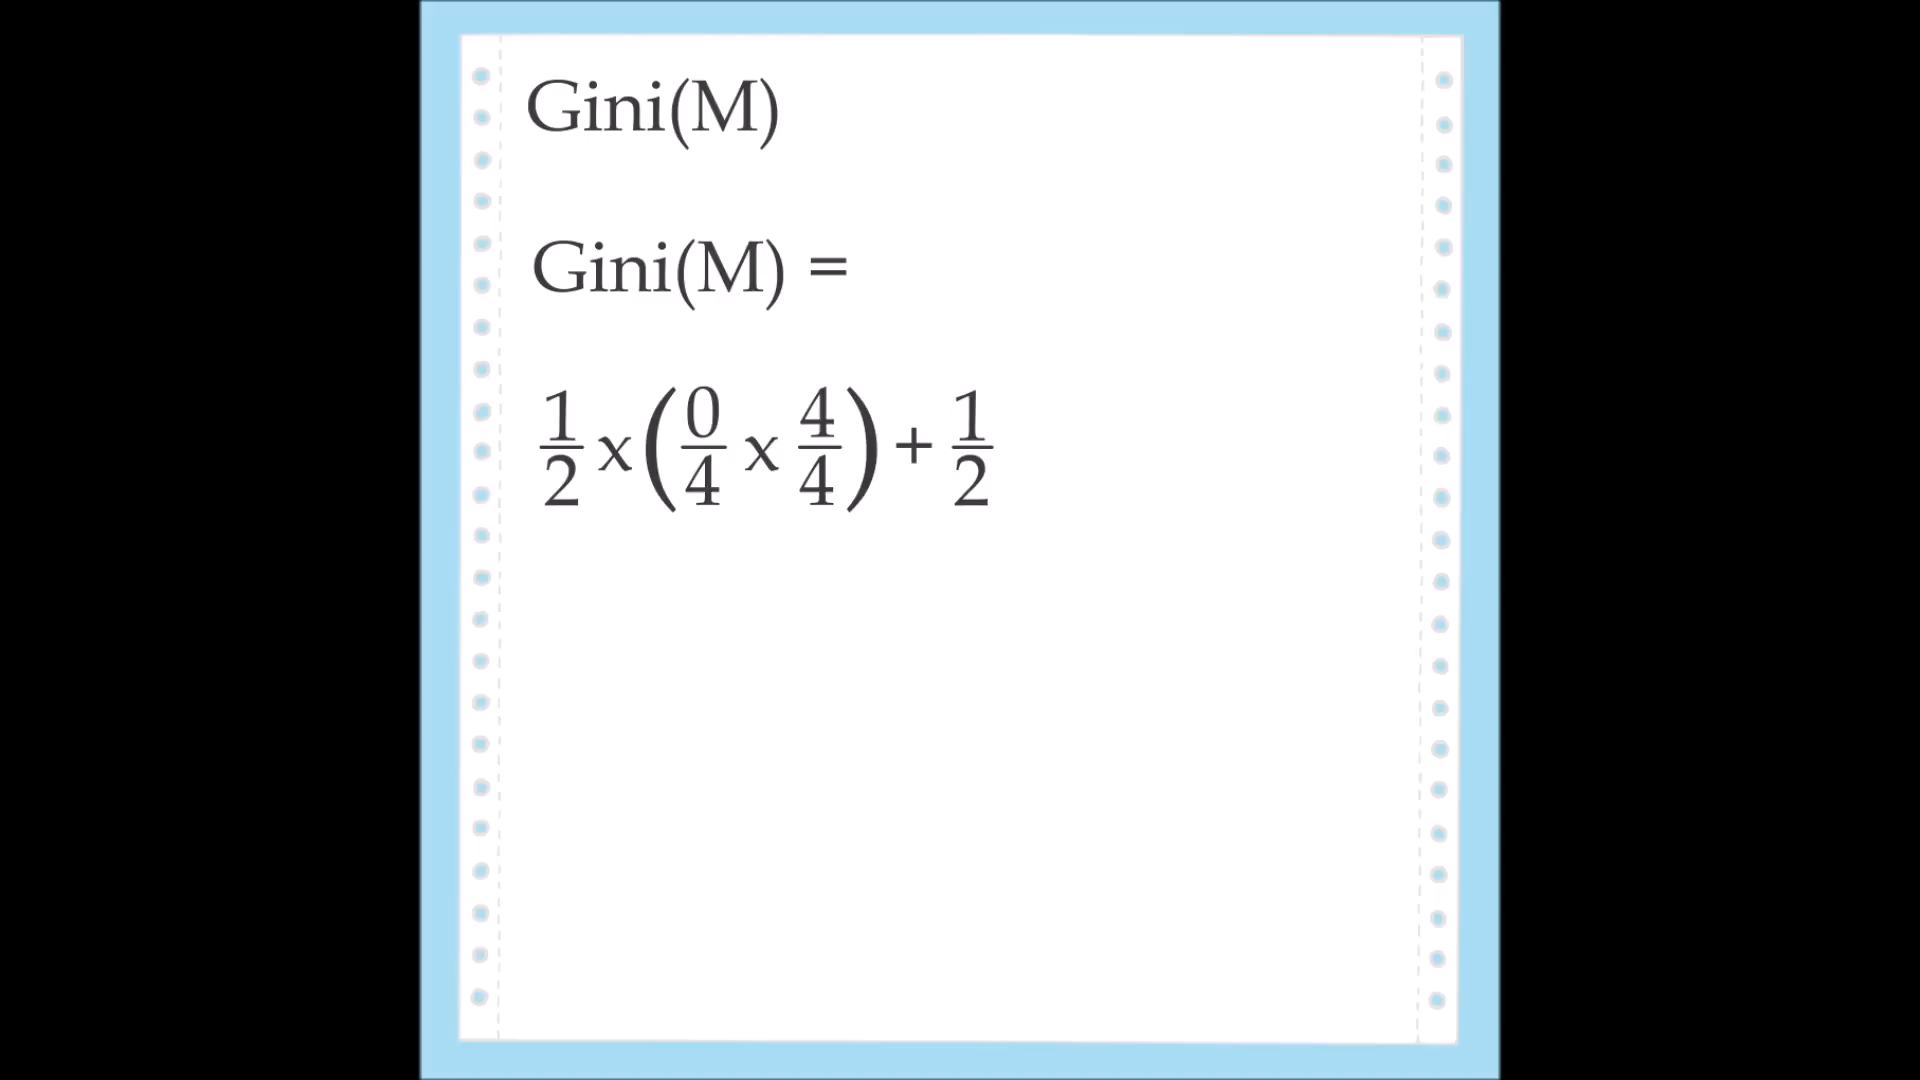 Gini(M)
Gini(M) =
1/2 x (0/4 x 4/4) + 1/2